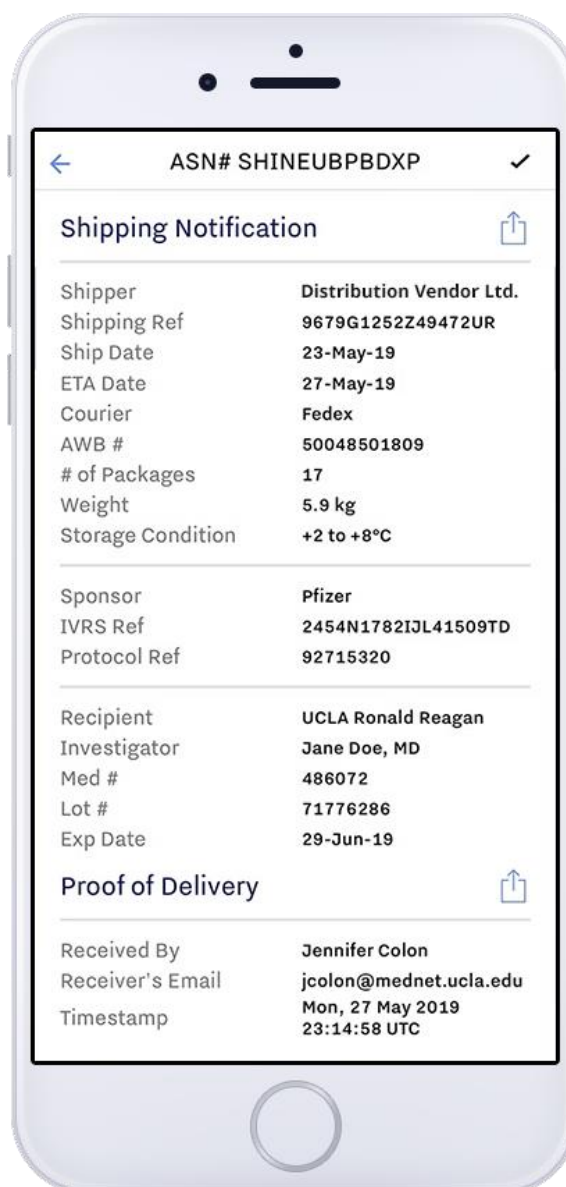 ASN# SHINEUBPBDXP
Shipping Notification
Shipper Distribution Vendor Ltd.
Shipping Ref 9679G1252Z49472UR
Ship Date 23-May-19
ETA Date 27-May-19
Courier Fedex
AWB # 50048501809
# of Packages 17
Weight 5.9 kg
Storage Condition +2 to +8°C
Sponsor Pfizer
IVRS Ref 2454N1782IJL41509TD
Protocol Ref 92715320
Recipient UCLA Ronald Reagan
Investigator Jane Doe, MD
Med # 486072
Lot # 71776286
Exp Date 29-Jun-19
Proof of Delivery
Received By Jennifer Colon
Receiver's Email jcolon@mednet.ucla.edu
Timestamp Mon, 27 May 2019
23:14:58 UTC